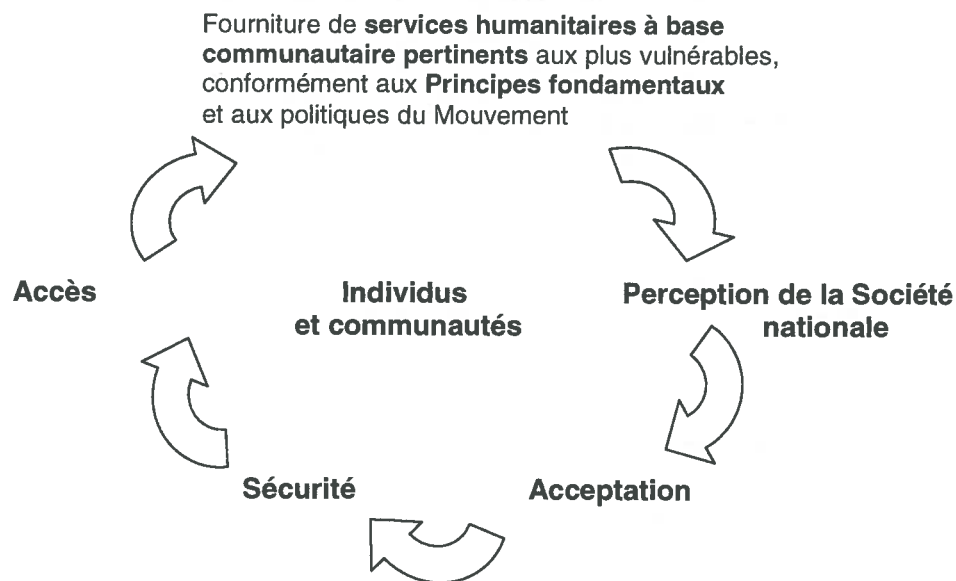 Fourniture de services humanitaires à base
communautaire pertinents aux plus vulnérables,
conformément aux Principes fondamentaux
et aux politiques du Mouvement
Accès
Individus
et communautés
Perception de la Société
nationale
Sécurité
Acceptation